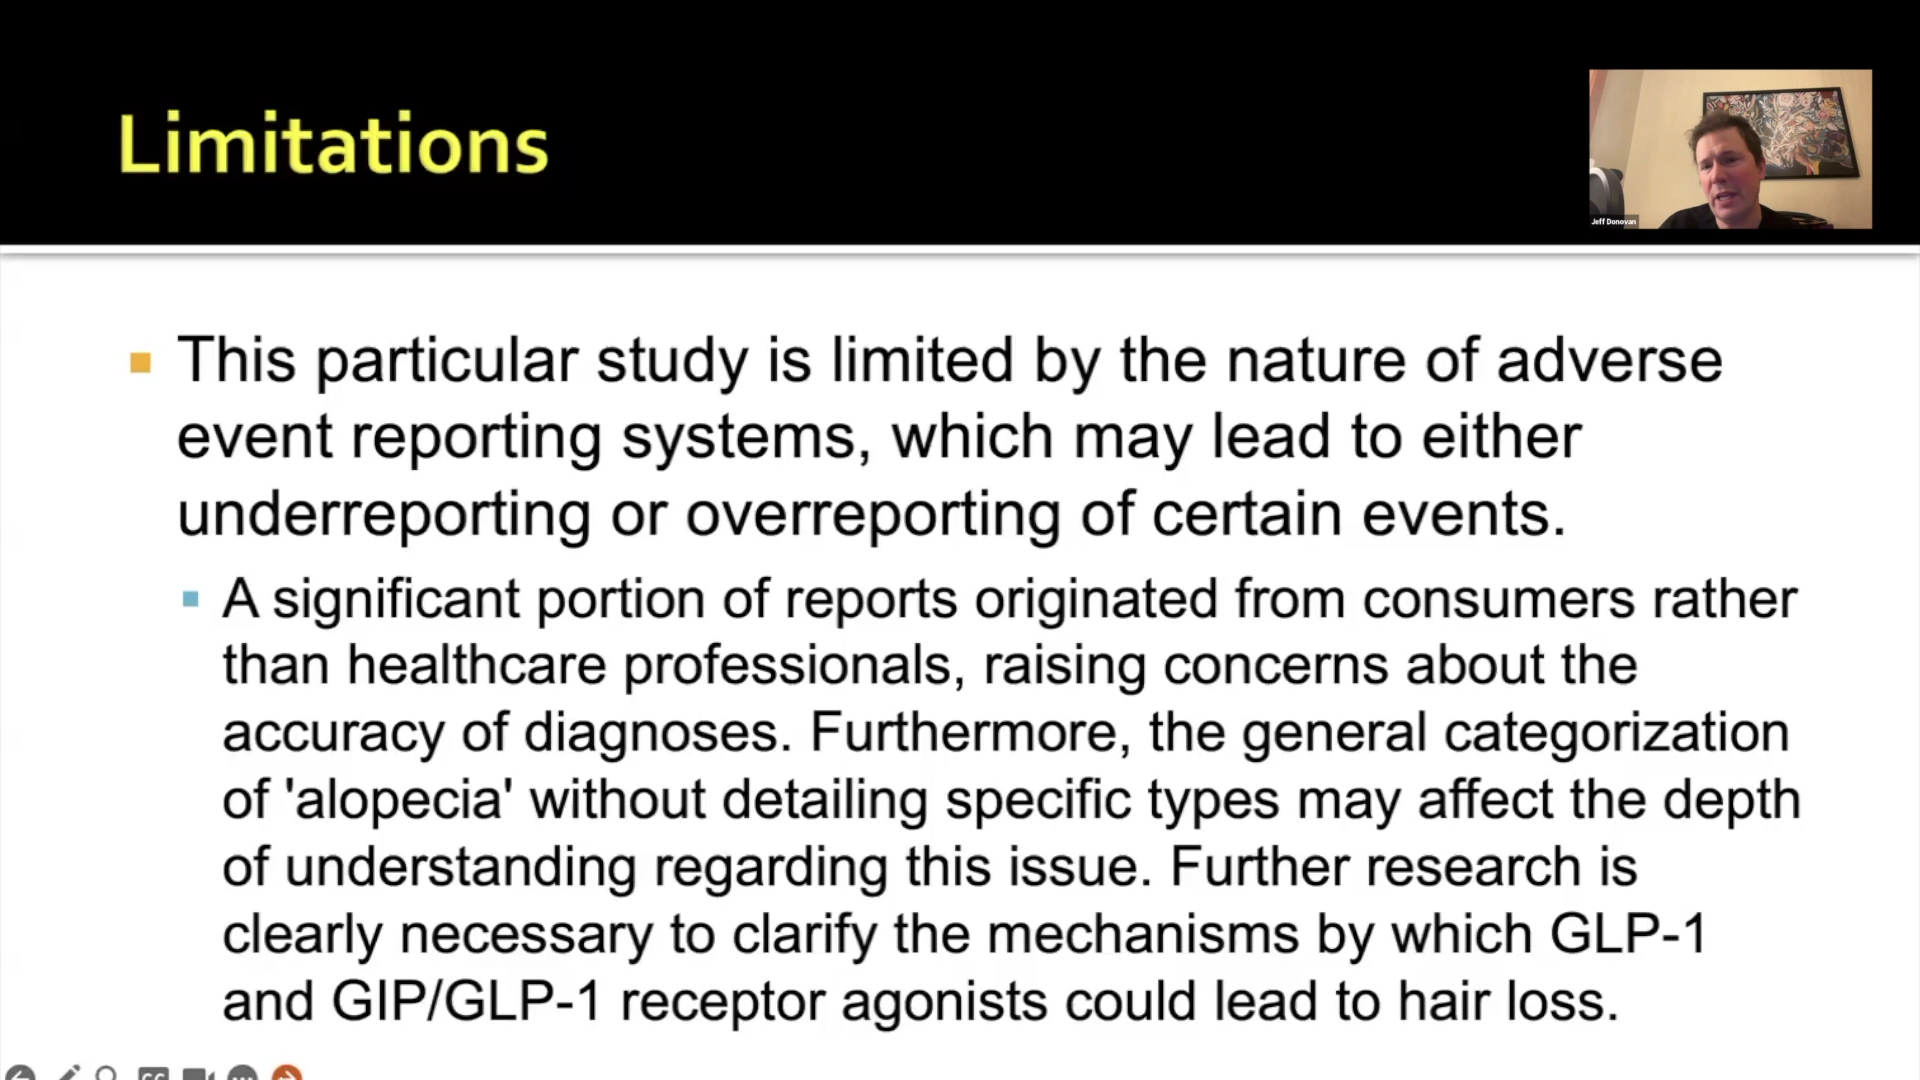 Limitations
Jeff Donovan
This particular study is limited by the nature of adverse
event reporting systems, which may lead to either
underreporting or overreporting of certain events.
A significant portion of reports originated from consumers rather
than healthcare professionals, raising concerns about the
accuracy of diagnoses. Furthermore, the general categorization
of 'alopecia' without detailing specific types may affect the depth
of understanding regarding this issue. Further research is
clearly necessary to clarify the mechanisms by which GLP-1
and GIP/GLP-1 receptor agonists could lead to hair loss.
CC